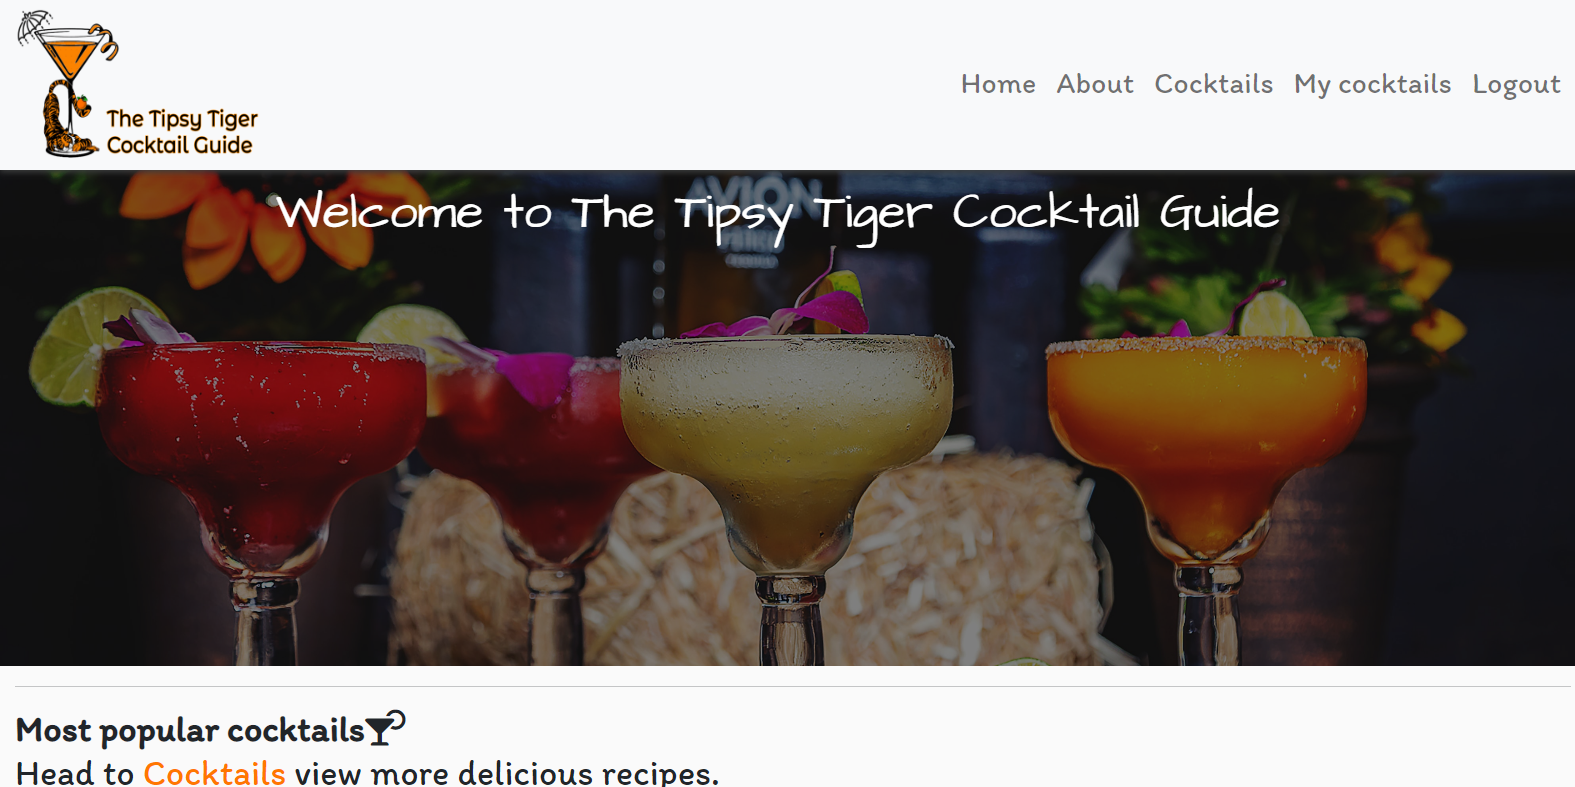 The Tipsy Tiger
Cocktail Guide
Home About Cocktails My cocktails Logout
Welcome to The Tipsy Tiger Cocktail Guide
AVIÓN
Most popular cocktails
Head to Cocktails view more delicious recipes.